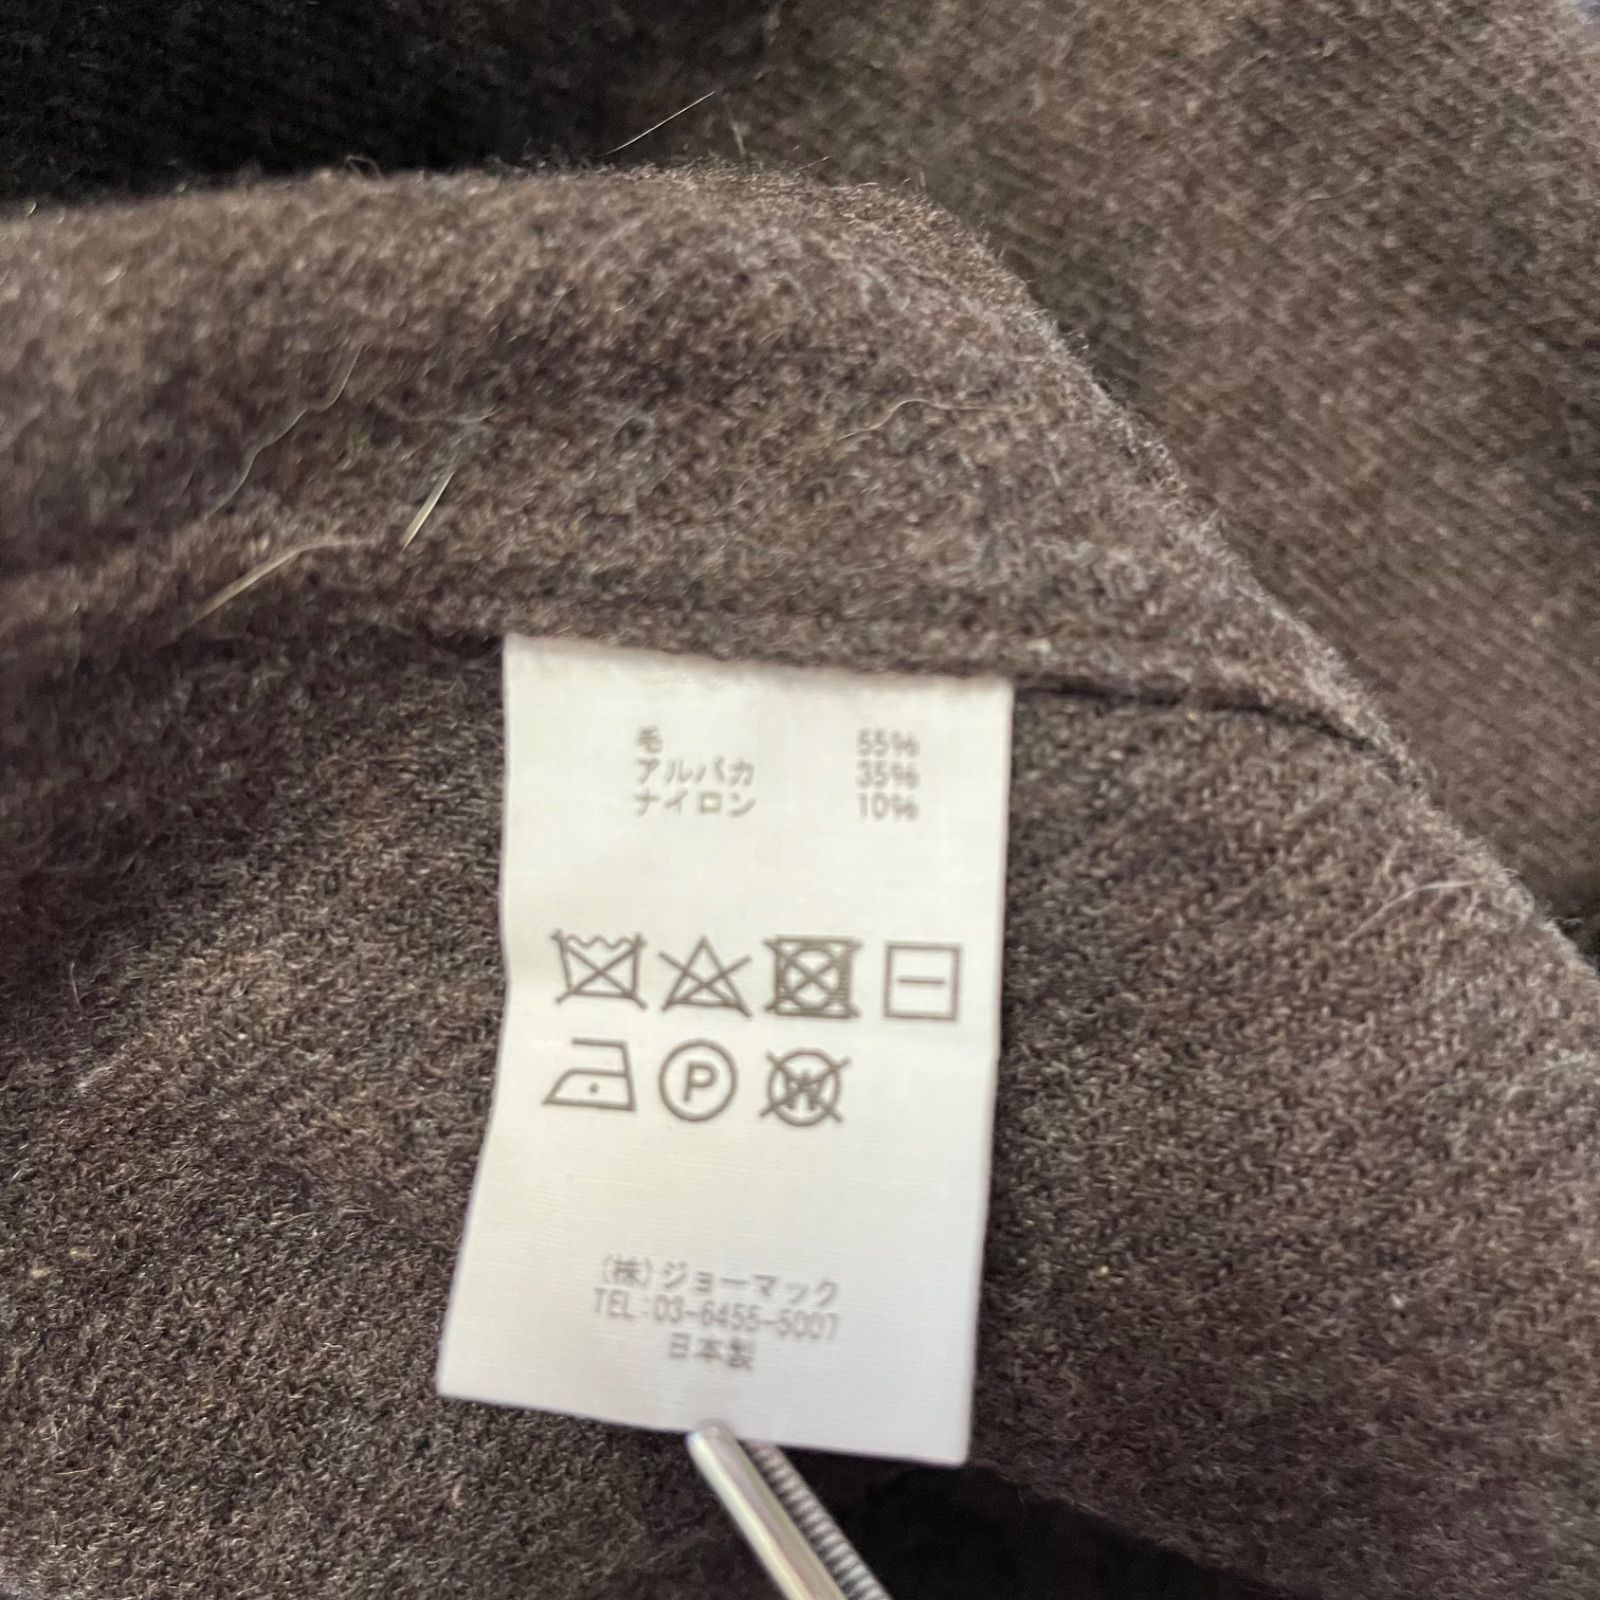 毛 55%
アルパカ 35%
ナイロン 10%
P
W
(株)ジョーマック
TEL:03-6455-5007
日本製